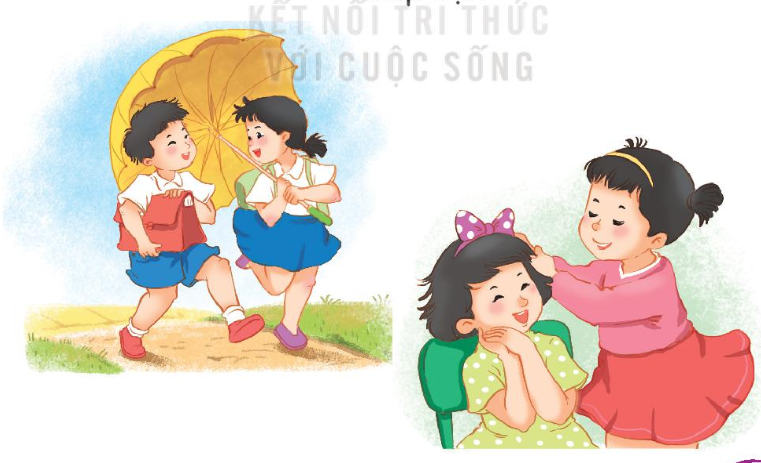 KẾT NỐI TRI THỨC
VỚI CUỘC SỐNG